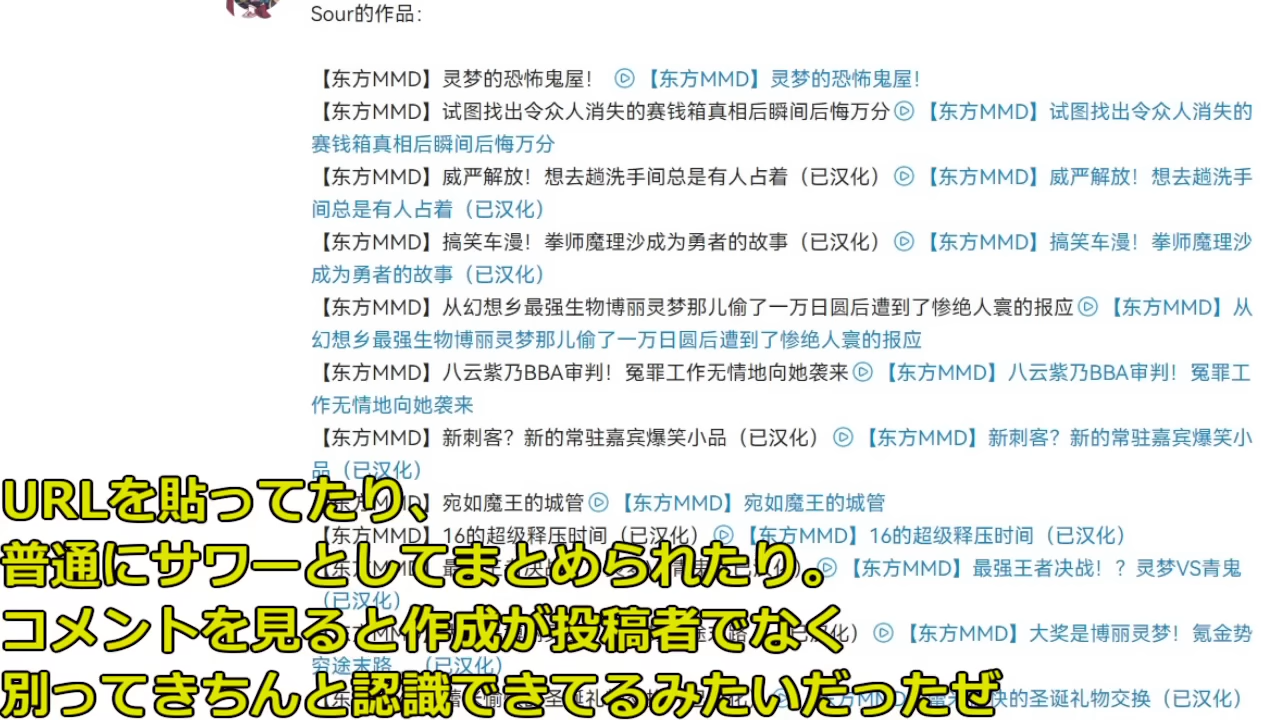 Sour的作品：
【东方MMD】灵梦的恐怖鬼屋！ 【东方MMD】灵梦的恐怖鬼屋！
【东方MMD】试图找出令众人消失的赛钱箱真相后瞬间后悔万分【东方MMD】试图找出令众人消失的
赛钱箱真相后瞬间后悔万分
【东方MMD】威严解放！想去趟洗手间总是有人占着（已汉化）【东方MMD】威严解放！想去趟洗手
间总是有人占着（已汉化）
【东方MMD】搞笑车漫！拳师魔理沙成为勇者的故事（已汉化）【东方MMD】搞笑车漫！拳师魔理沙
成为勇者的故事（已汉化）
【东方MMD】从幻想乡最强生物博丽灵梦那儿偷了一万日圆后遭到了惨绝人寰的报应【东方MMD】从
幻想乡最强生物博丽灵梦那儿偷了一万日圆后遭到了惨绝人寰的报应
【东方MMD】八云紫乃BBA审判！冤罪工作无情地向她袭来【东方MMD】八云紫乃BBA审判！冤罪工
作无情地向她袭来
【东方MMD】新刺客？新的常驻嘉宾爆笑小品（已汉化）【东方MMD】新刺客？新的常驻嘉宾爆笑小
品（已汉化）
MMD】宛如魔王的城管【东方MMD】宛如魔王的城管
16的超级释压时间（已汉化）【东方MMD】16的超级释压时间（已汉化）
【东方MMD】最强王者决战！？灵梦VS青鬼
（已汉化）
【东方MMD】大奖是博丽灵梦！氪金势
穷途末路 （已汉化）
的圣诞礼物交换（已汉化）
URLを貼ってたり、
普通にサワーとしてまとめられたり。
コメントを見ると作成が投稿者でなく
別ってきちんと認識できてるみたいだったぜ